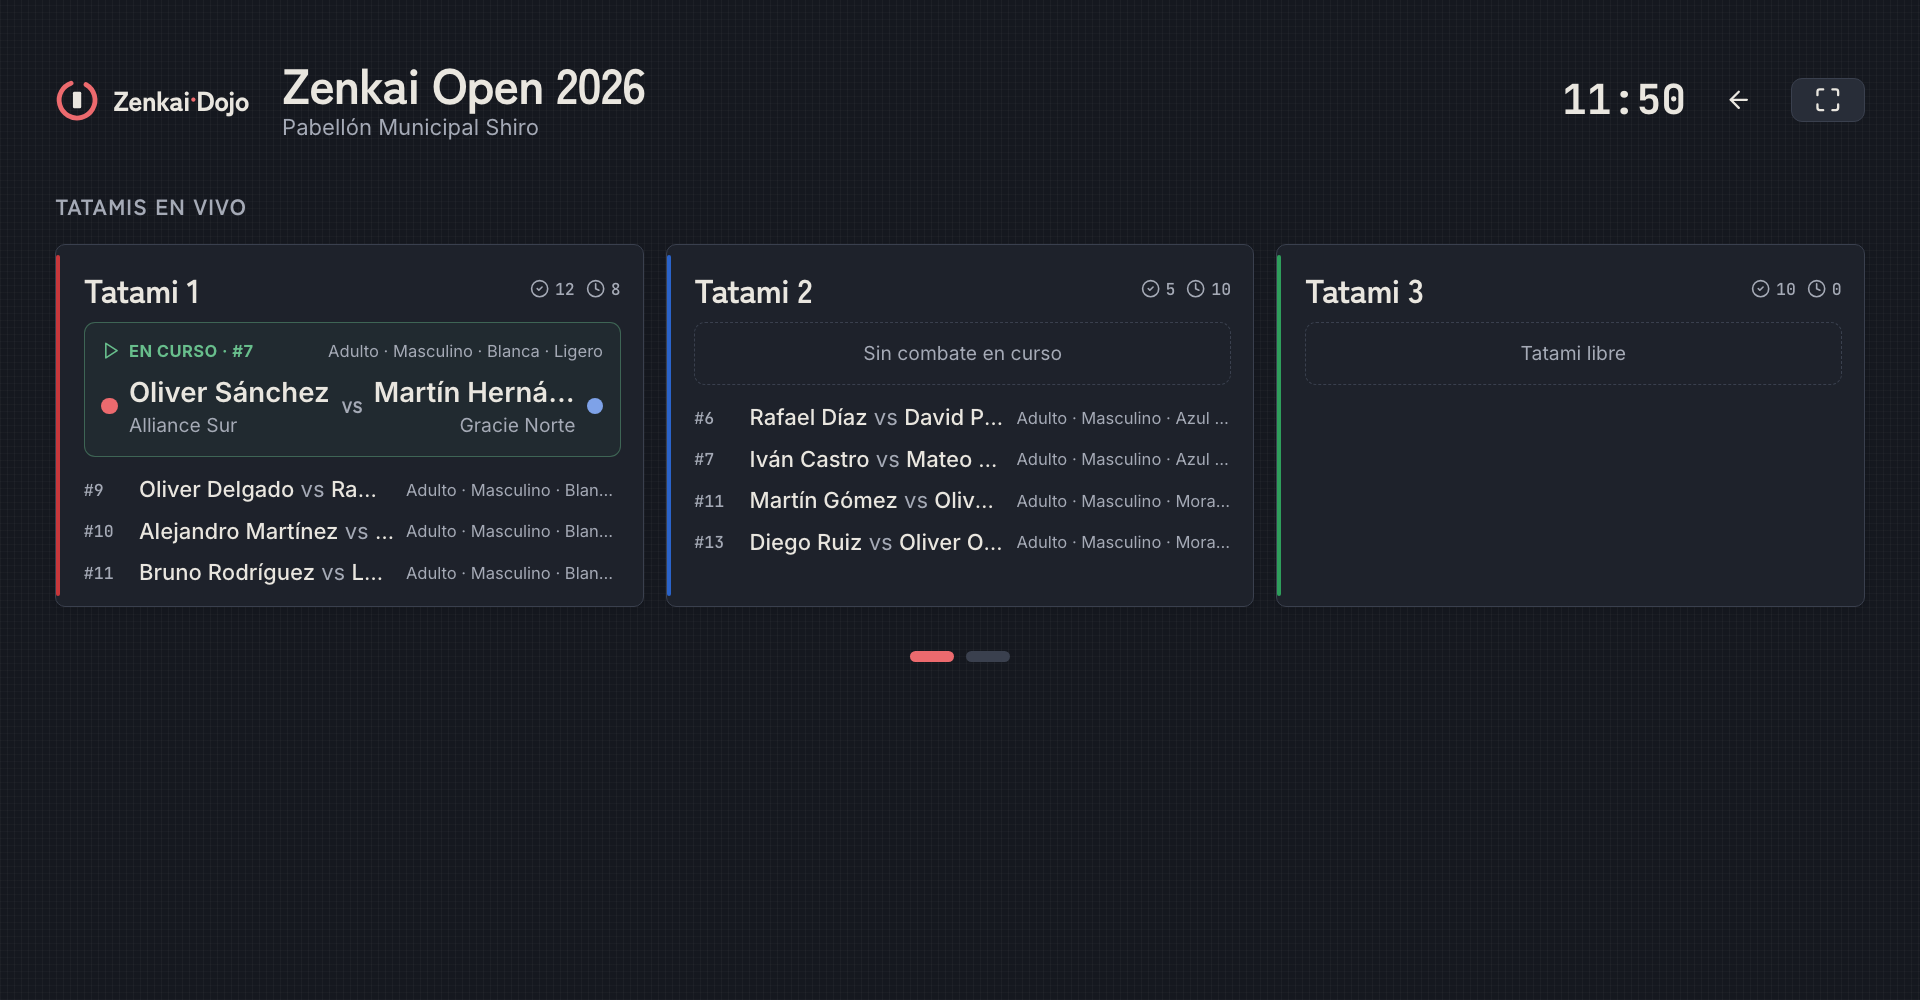 Zenkai·Dojo
Zenkai Open 2026
Pabellón Municipal Shiro
11:50
TATAMIS EN VIVO
Tatami 1
12
8
EN CURSO · #7
Adulto · Masculino · Blanca · Ligero
Oliver Sánchez vs Martín Herná...
Alliance Sur
Gracie Norte
#9 Oliver Delgado vs Ra... Adulto · Masculino · Blan...
#10 Alejandro Martínez vs ... Adulto · Masculino · Blan...
#11 Bruno Rodríguez vs L... Adulto · Masculino · Blan...
Tatami 2
5
10
Sin combate en curso
#6 Rafael Díaz vs David P... Adulto · Masculino · Azul ...
#7 Iván Castro vs Mateo ... Adulto · Masculino · Azul ...
#11 Martín Gómez vs Oliv... Adulto · Masculino · Mora...
#13 Diego Ruiz vs Oliver O... Adulto · Masculino · Mora...
Tatami 3
10
0
Tatami libre